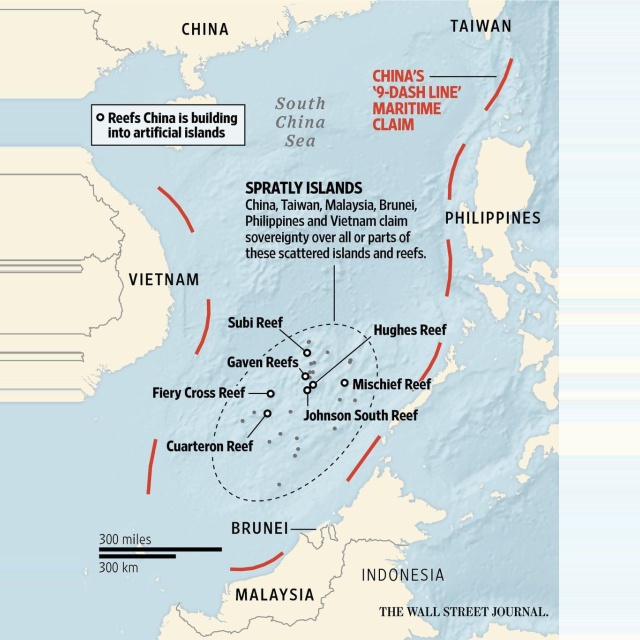 CHINA
TAIWAN
CHINA'S
'9-DASH LINE'
MARITIME
CLAIM
Reefs China is building
into artificial islands
South
China
Sea
SPRATLY ISLANDS
China, Taiwan, Malaysia, Brunei,
Philippines and Vietnam claim
sovereignty over all or parts of
these scattered islands and reefs.
PHILIPPINES
VIETNAM
Subi Reef
Hughes Reef
Gaven Reefs
Mischief Reef
Fiery Cross Reef
Johnson South Reef
Cuarteron Reef
BRUNEI
300 miles
300 km
INDONESIA
MALAYSIA
THE WALL STREET JOURNAL.